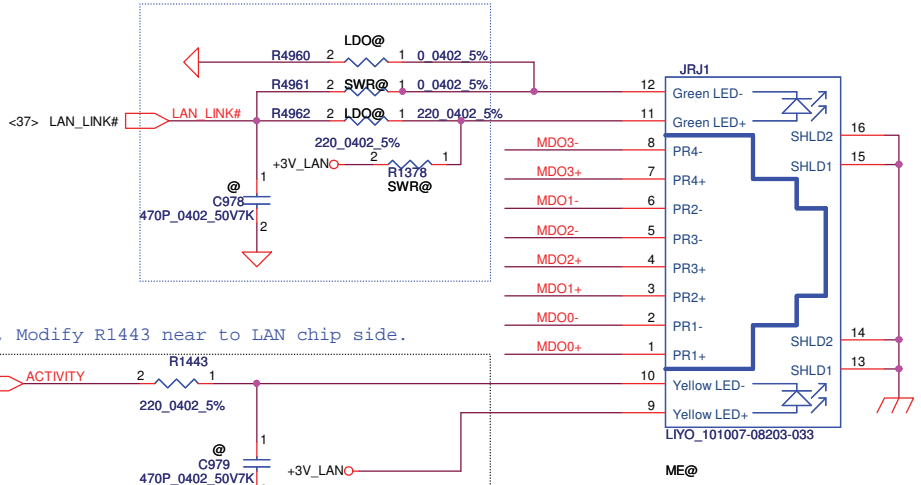 LDO@
R4960 2 1 0_0402_5%
R4961 2 SWR@ 1 0_0402_5%
<37> LAN_LINK# LAN_LINK# R4962 2 LDO@ 1 220_0402_5%
220_0402_5%
+3V_LAN 2 1
R1378
SWR@
1
@
C978
470P_0402_50V7K
2
JRJ1
12 Green LED-
11 Green LED+
SHLD2 16
MDO3- 8 PR4-
SHLD1 15
MDO3+ 7 PR4+
MDO1- 6 PR2-
MDO2- 5 PR3-
MDO2+ 4 PR3+
MDO1+ 3 PR2+
MDO0- 2 PR1-
SHLD2 14
MDO0+ 1 PR1+
SHLD1 13
10 Yellow LED-
9 Yellow LED+
LIYO_101007-08203-033
ME@
. Modify R1443 near to LAN chip side.
R1443
ACTIVITY 2 1
220_0402_5%
1
@
C979
470P_0402_50V7K
+3V_LAN